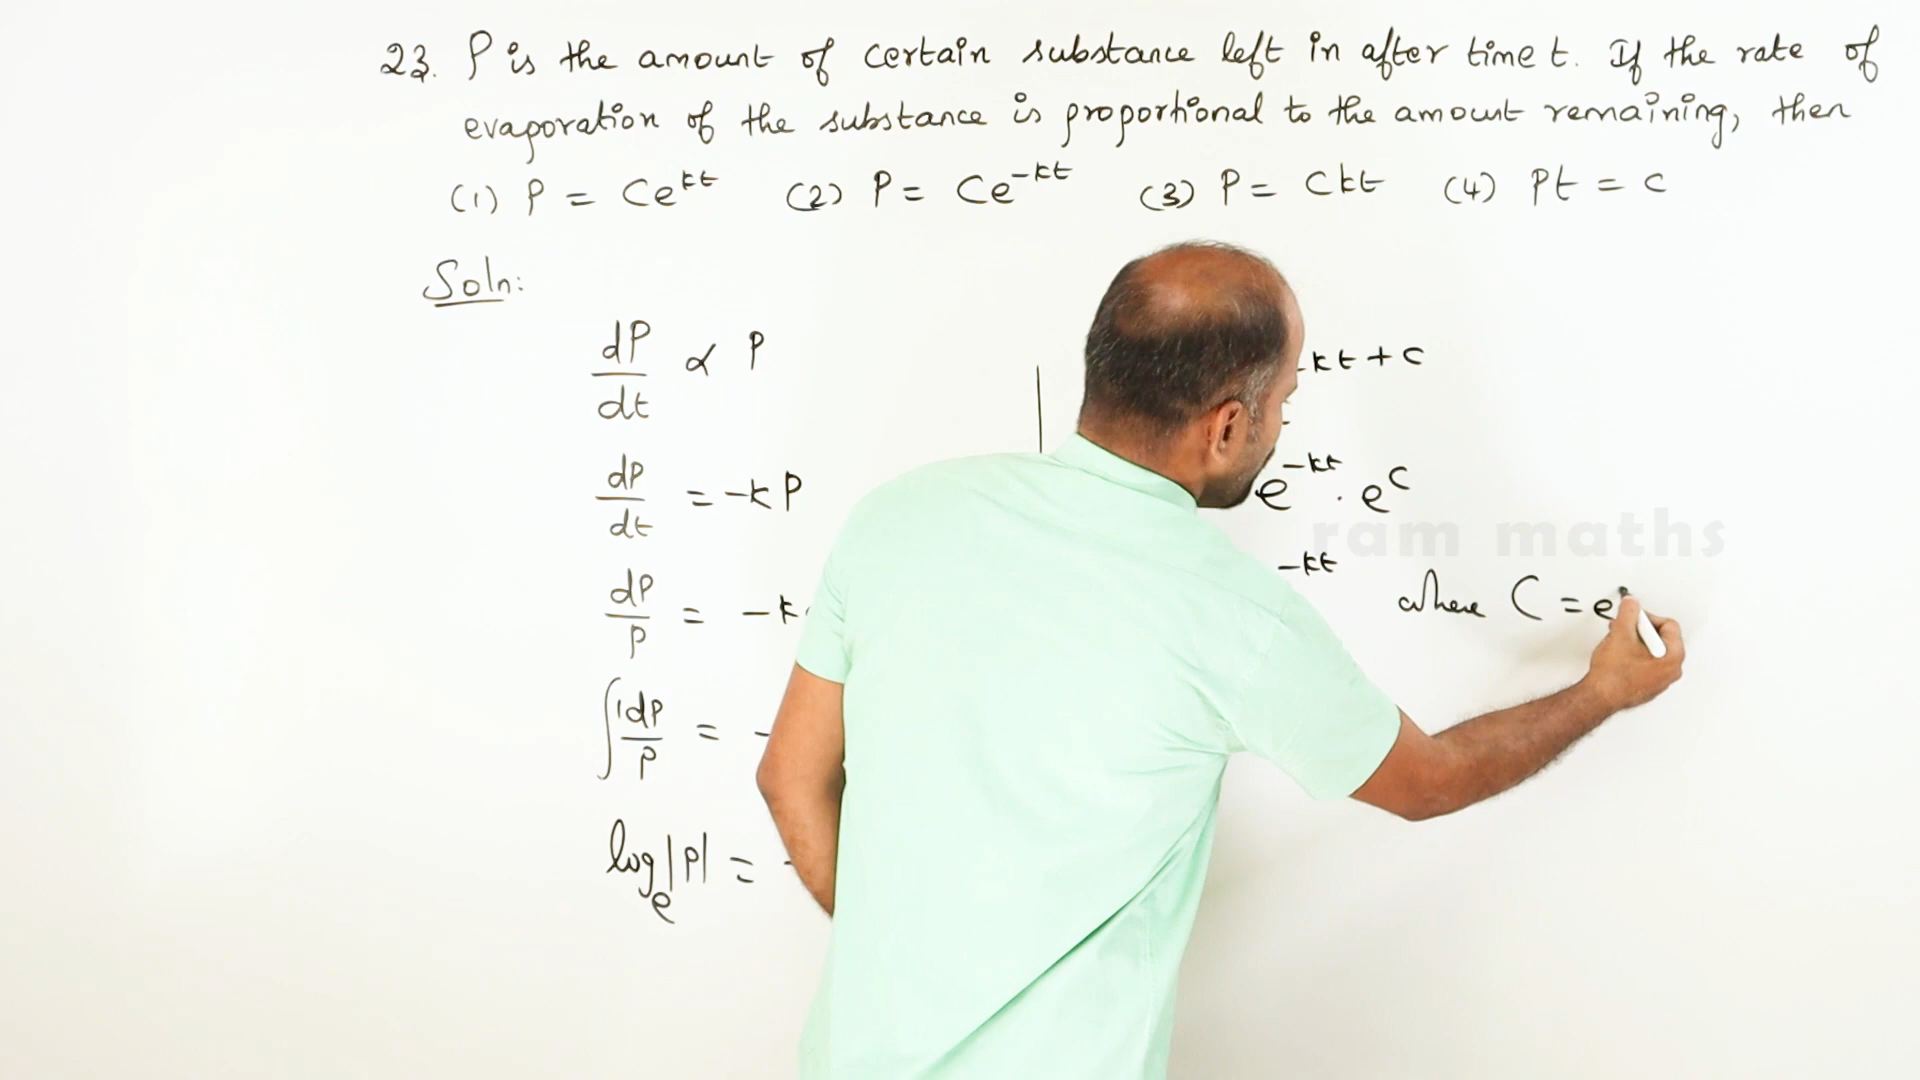 23. P is the amount of certain substance left in after time t. If the rate of
evaporation of the substance is proportional to the amount remaining, then
(1) P = Ce^{kt} (2) P = Ce^{-kt} (3) P = Ckt (4) Pt = C
Soln:
dP/dt ∝ P
dP/dt = -kP
dP/P = -k
∫ 1dP/P = -
log_e |P| = -
-kt + c
e^{-kt} . e^c
-kt where C = e
ram maths